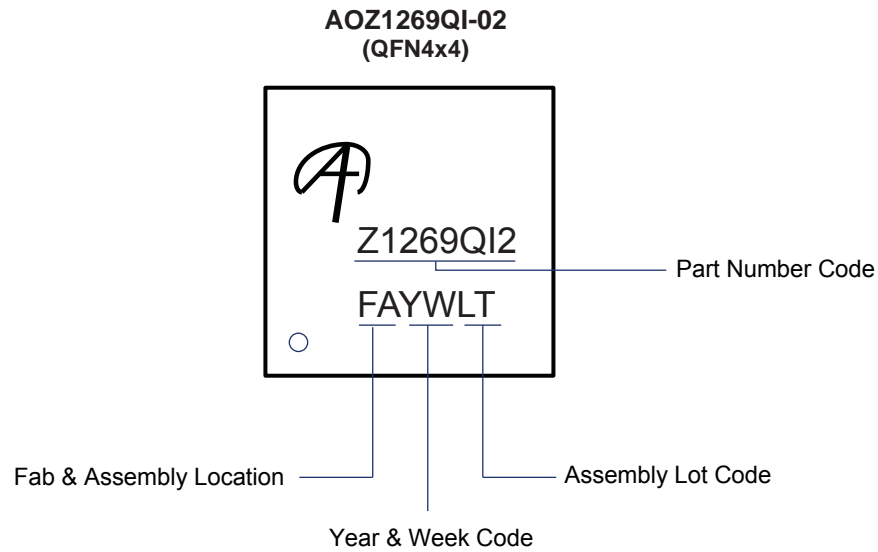 AOZ1269QI-02
(QFN4x4)
Z1269QI2
Part Number Code
FAYWLT
Fab & Assembly Location
Assembly Lot Code
Year & Week Code